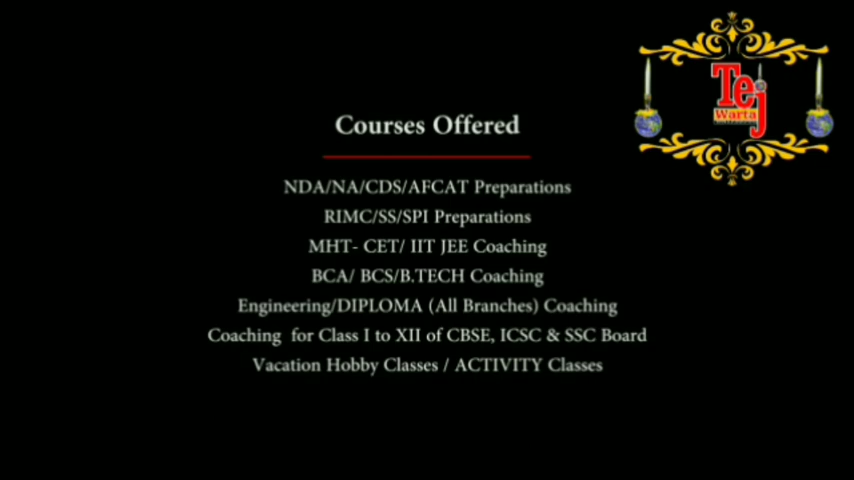 Tej
Warta
Courses Offered
NDA/NA/CDS/AFCAT Preparations
RIMC/SS/SPI Preparations
MHT- CET/ IIT JEE Coaching
BCA/ BCS/B.TECH Coaching
Engineering/DIPLOMA (All Branches) Coaching
Coaching for Class I to XII of CBSE, ICSC & SSC Board
Vacation Hobby Classes / ACTIVITY Classes